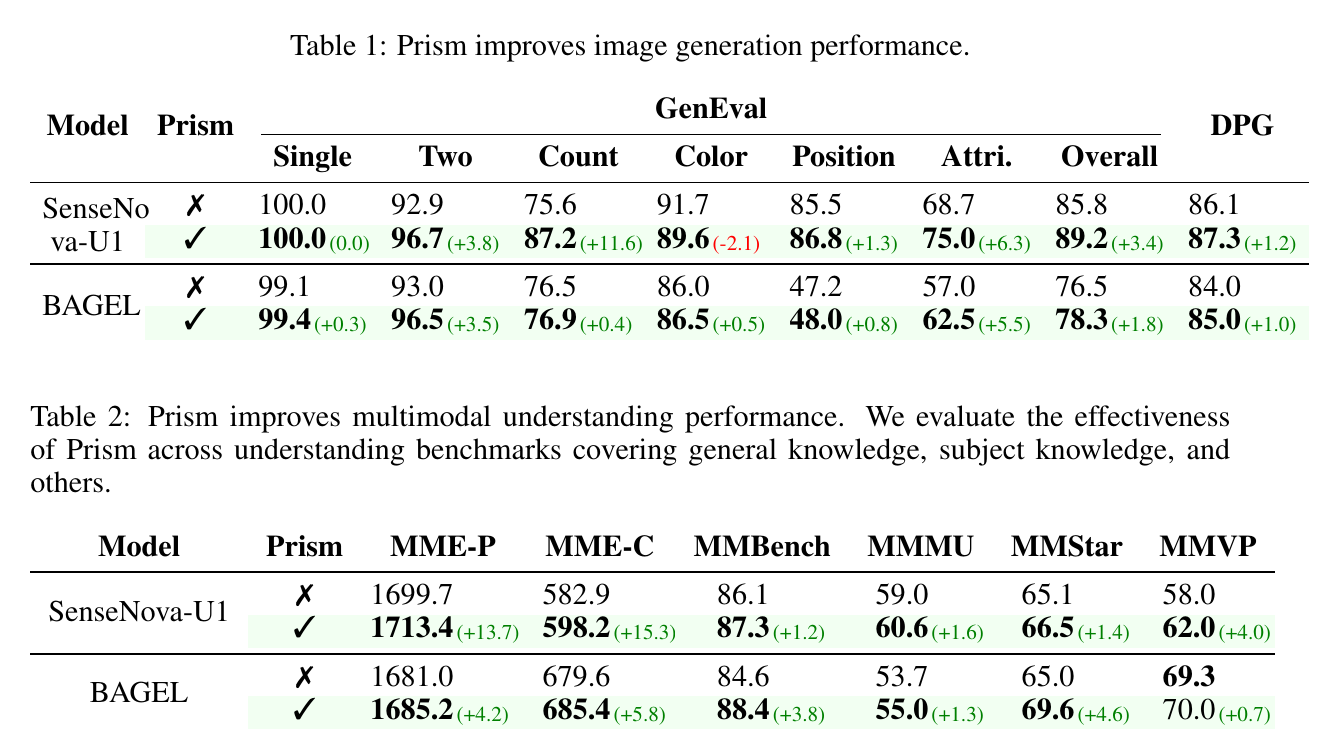 Table 1: Prism improves image generation performance.
Model Prism GenEval DPG
Single Two Count Color Position Attri. Overall
SenseNo ✗ 100.0 92.9 75.6 91.7 85.5 68.7 85.8 86.1
va-U1 ✓ 100.0 (0.0) 96.7 (+3.8) 87.2 (+11.6) 89.6 (-2.1) 86.8 (+1.3) 75.0 (+6.3) 89.2 (+3.4) 87.3 (+1.2)
BAGEL ✗ 99.1 93.0 76.5 86.0 47.2 57.0 76.5 84.0
✓ 99.4 (+0.3) 96.5 (+3.5) 76.9 (+0.4) 86.5 (+0.5) 48.0 (+0.8) 62.5 (+5.5) 78.3 (+1.8) 85.0 (+1.0)
Table 2: Prism improves multimodal understanding performance. We evaluate the effectiveness
of Prism across understanding benchmarks covering general knowledge, subject knowledge, and
others.
Model Prism MME-P MME-C MMBench MMMU MMStar MMVP
SenseNova-U1 ✗ 1699.7 582.9 86.1 59.0 65.1 58.0
✓ 1713.4 (+13.7) 598.2 (+15.3) 87.3 (+1.2) 60.6 (+1.6) 66.5 (+1.4) 62.0 (+4.0)
BAGEL ✗ 1681.0 679.6 84.6 53.7 65.0 69.3
✓ 1685.2 (+4.2) 685.4 (+5.8) 88.4 (+3.8) 55.0 (+1.3) 69.6 (+4.6) 70.0 (+0.7)